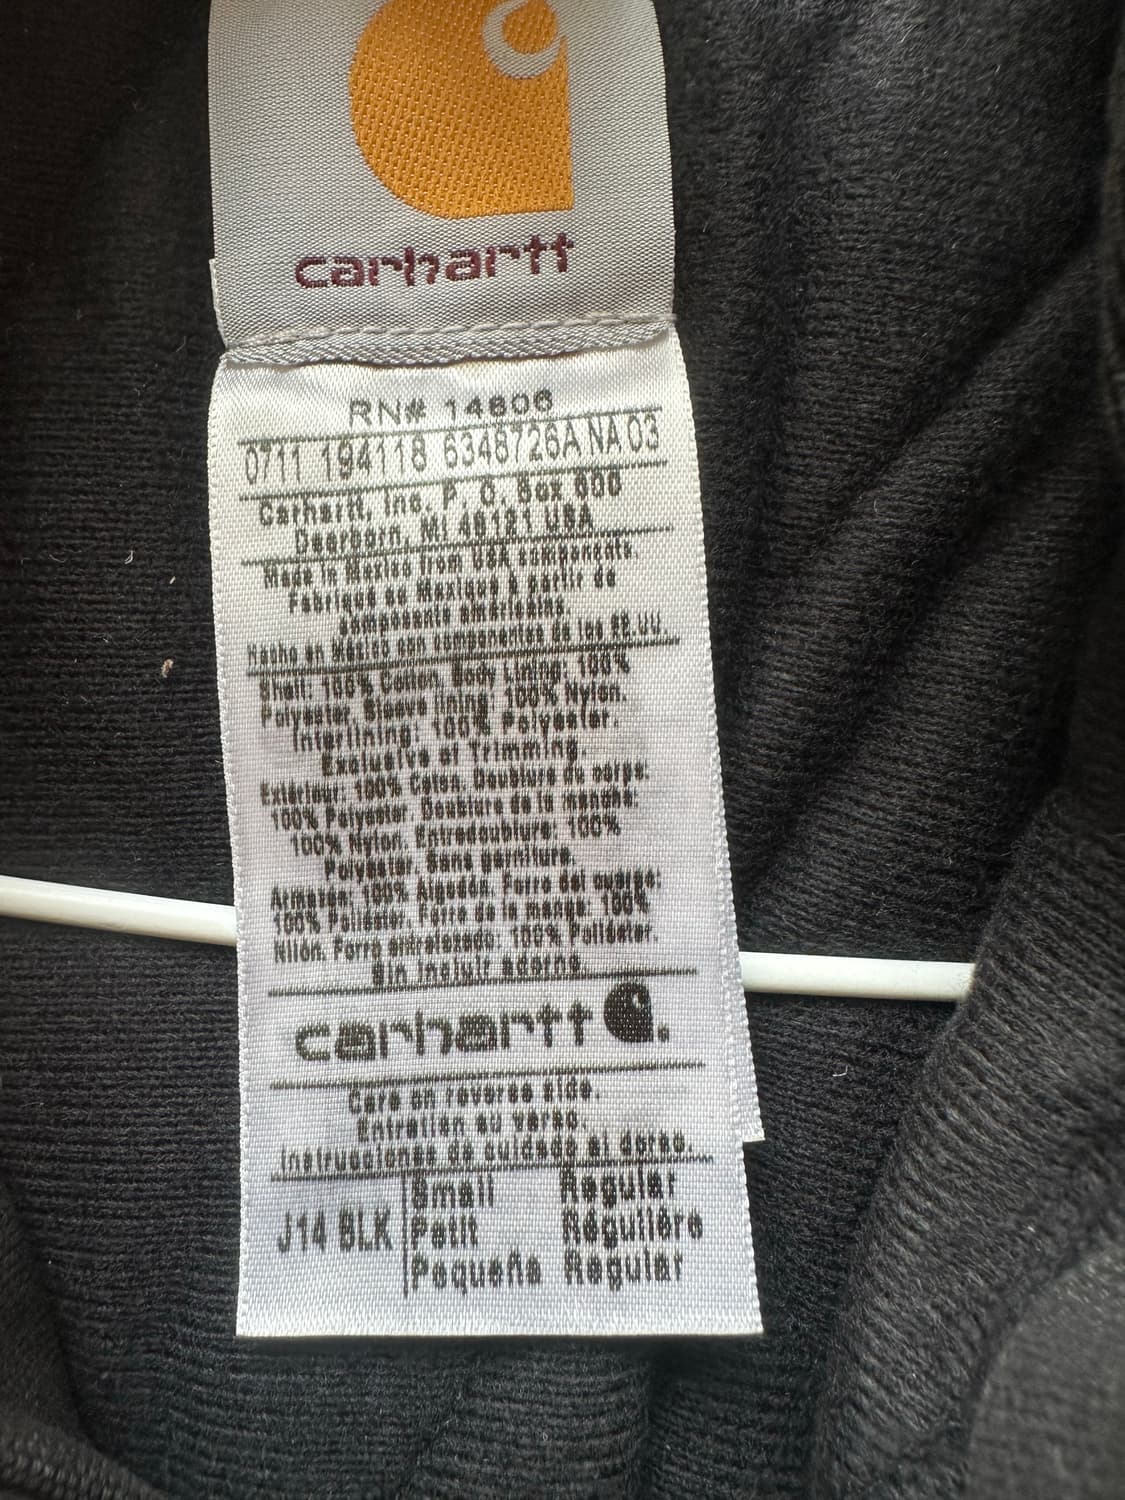 carhartt
RN# 14806
0711 194118 6348726A NA 03
Carhartt, Inc. P. O. Box 600
Dearborn, MI 48121 USA
Made in Mexico from USA components
Fabriqué au Mexique à partir de
composants américains
Hecho en México con componentes de los EE.UU.
Shell: 100% Cotton. Body Lining: 100%
Polyester. Sleeve lining: 100% Nylon.
Interlining: 100% Polyester.
Exclusive of Trimming.
Extérieur: 100% Coton. Doublure du corps:
100% Polyester. Doublure de la manche:
100% Nylon. Entredoublure: 100%
Polyester. Sans garniture.
Armazón: 100% Algodón. Forro del cuerpo:
100% Poliéster. Forro de la manga: 100%
Nilón. Forro entrelazado: 100% Poliéster.
Sin incluir adorno.
carhartt
Care on reverse side.
Entretien au verso.
Instrucciones de cuidado al dorso.
J14 BLK
Small Regular
Petit Régulière
Pequeña Regular